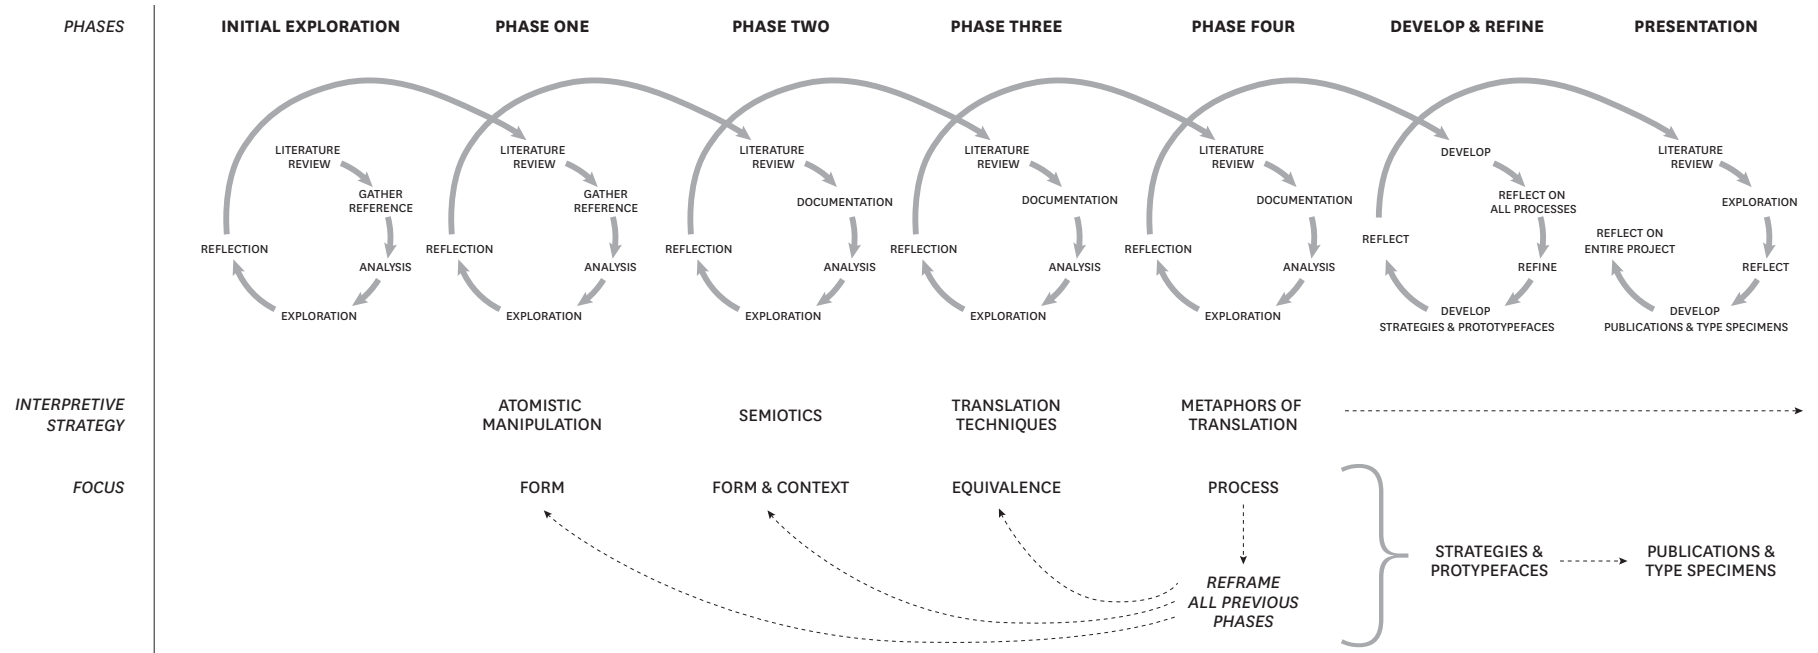 PHASES
INITIAL EXPLORATION
PHASE ONE
PHASE TWO
PHASE THREE
PHASE FOUR
DEVELOP & REFINE
PRESENTATION
LITERATURE
REVIEW
GATHER
REFERENCE
ANALYSIS
EXPLORATION
REFLECTION
LITERATURE
REVIEW
GATHER
REFERENCE
ANALYSIS
EXPLORATION
REFLECTION
LITERATURE
REVIEW
DOCUMENTATION
ANALYSIS
EXPLORATION
REFLECTION
LITERATURE
REVIEW
DOCUMENTATION
ANALYSIS
EXPLORATION
REFLECTION
LITERATURE
REVIEW
DOCUMENTATION
ANALYSIS
EXPLORATION
REFLECTION
DEVELOP
REFLECT ON
ALL PROCESSES
REFINE
DEVELOP
STRATEGIES & PROTOTYPEFACES
REFLECT
LITERATURE
REVIEW
EXPLORATION
REFLECT
DEVELOP
PUBLICATIONS & TYPE SPECIMENS
REFLECT ON
ENTIRE PROJECT
INTERPRETIVE
STRATEGY
ATOMISTIC
MANIPULATION
SEMIOTICS
TRANSLATION
TECHNIQUES
METAPHORS OF
TRANSLATION
FOCUS
FORM
FORM & CONTEXT
EQUIVALENCE
PROCESS
REFRAME
ALL PREVIOUS
PHASES
STRATEGIES &
PROTYPEFACES
PUBLICATIONS &
TYPE SPECIMENS